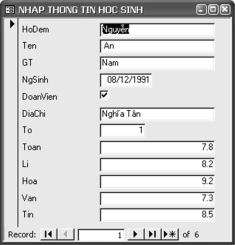 NHAP THONG TIN HOC SINH
HoDem Nguyễn
Ten An
GT Nam
NgSinh 08/12/1991
DoanVien
DiaChi Nghĩa Tân
To 1
Toan 7.8
Li 8.2
Hoa 9.2
Van 7.3
Tin 8.5
Record: 1 of 6